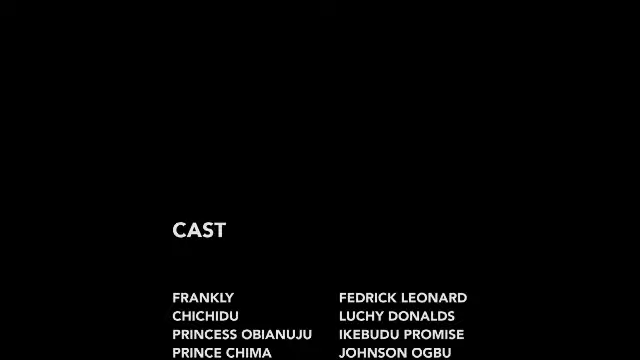 CAST
FRANKLY FEDRICK LEONARD
CHICHIDU LUCHY DONALDS
PRINCESS OBIANUJU IKEBUDU PROMISE
PRINCE CHIMA JOHNSON OGBU